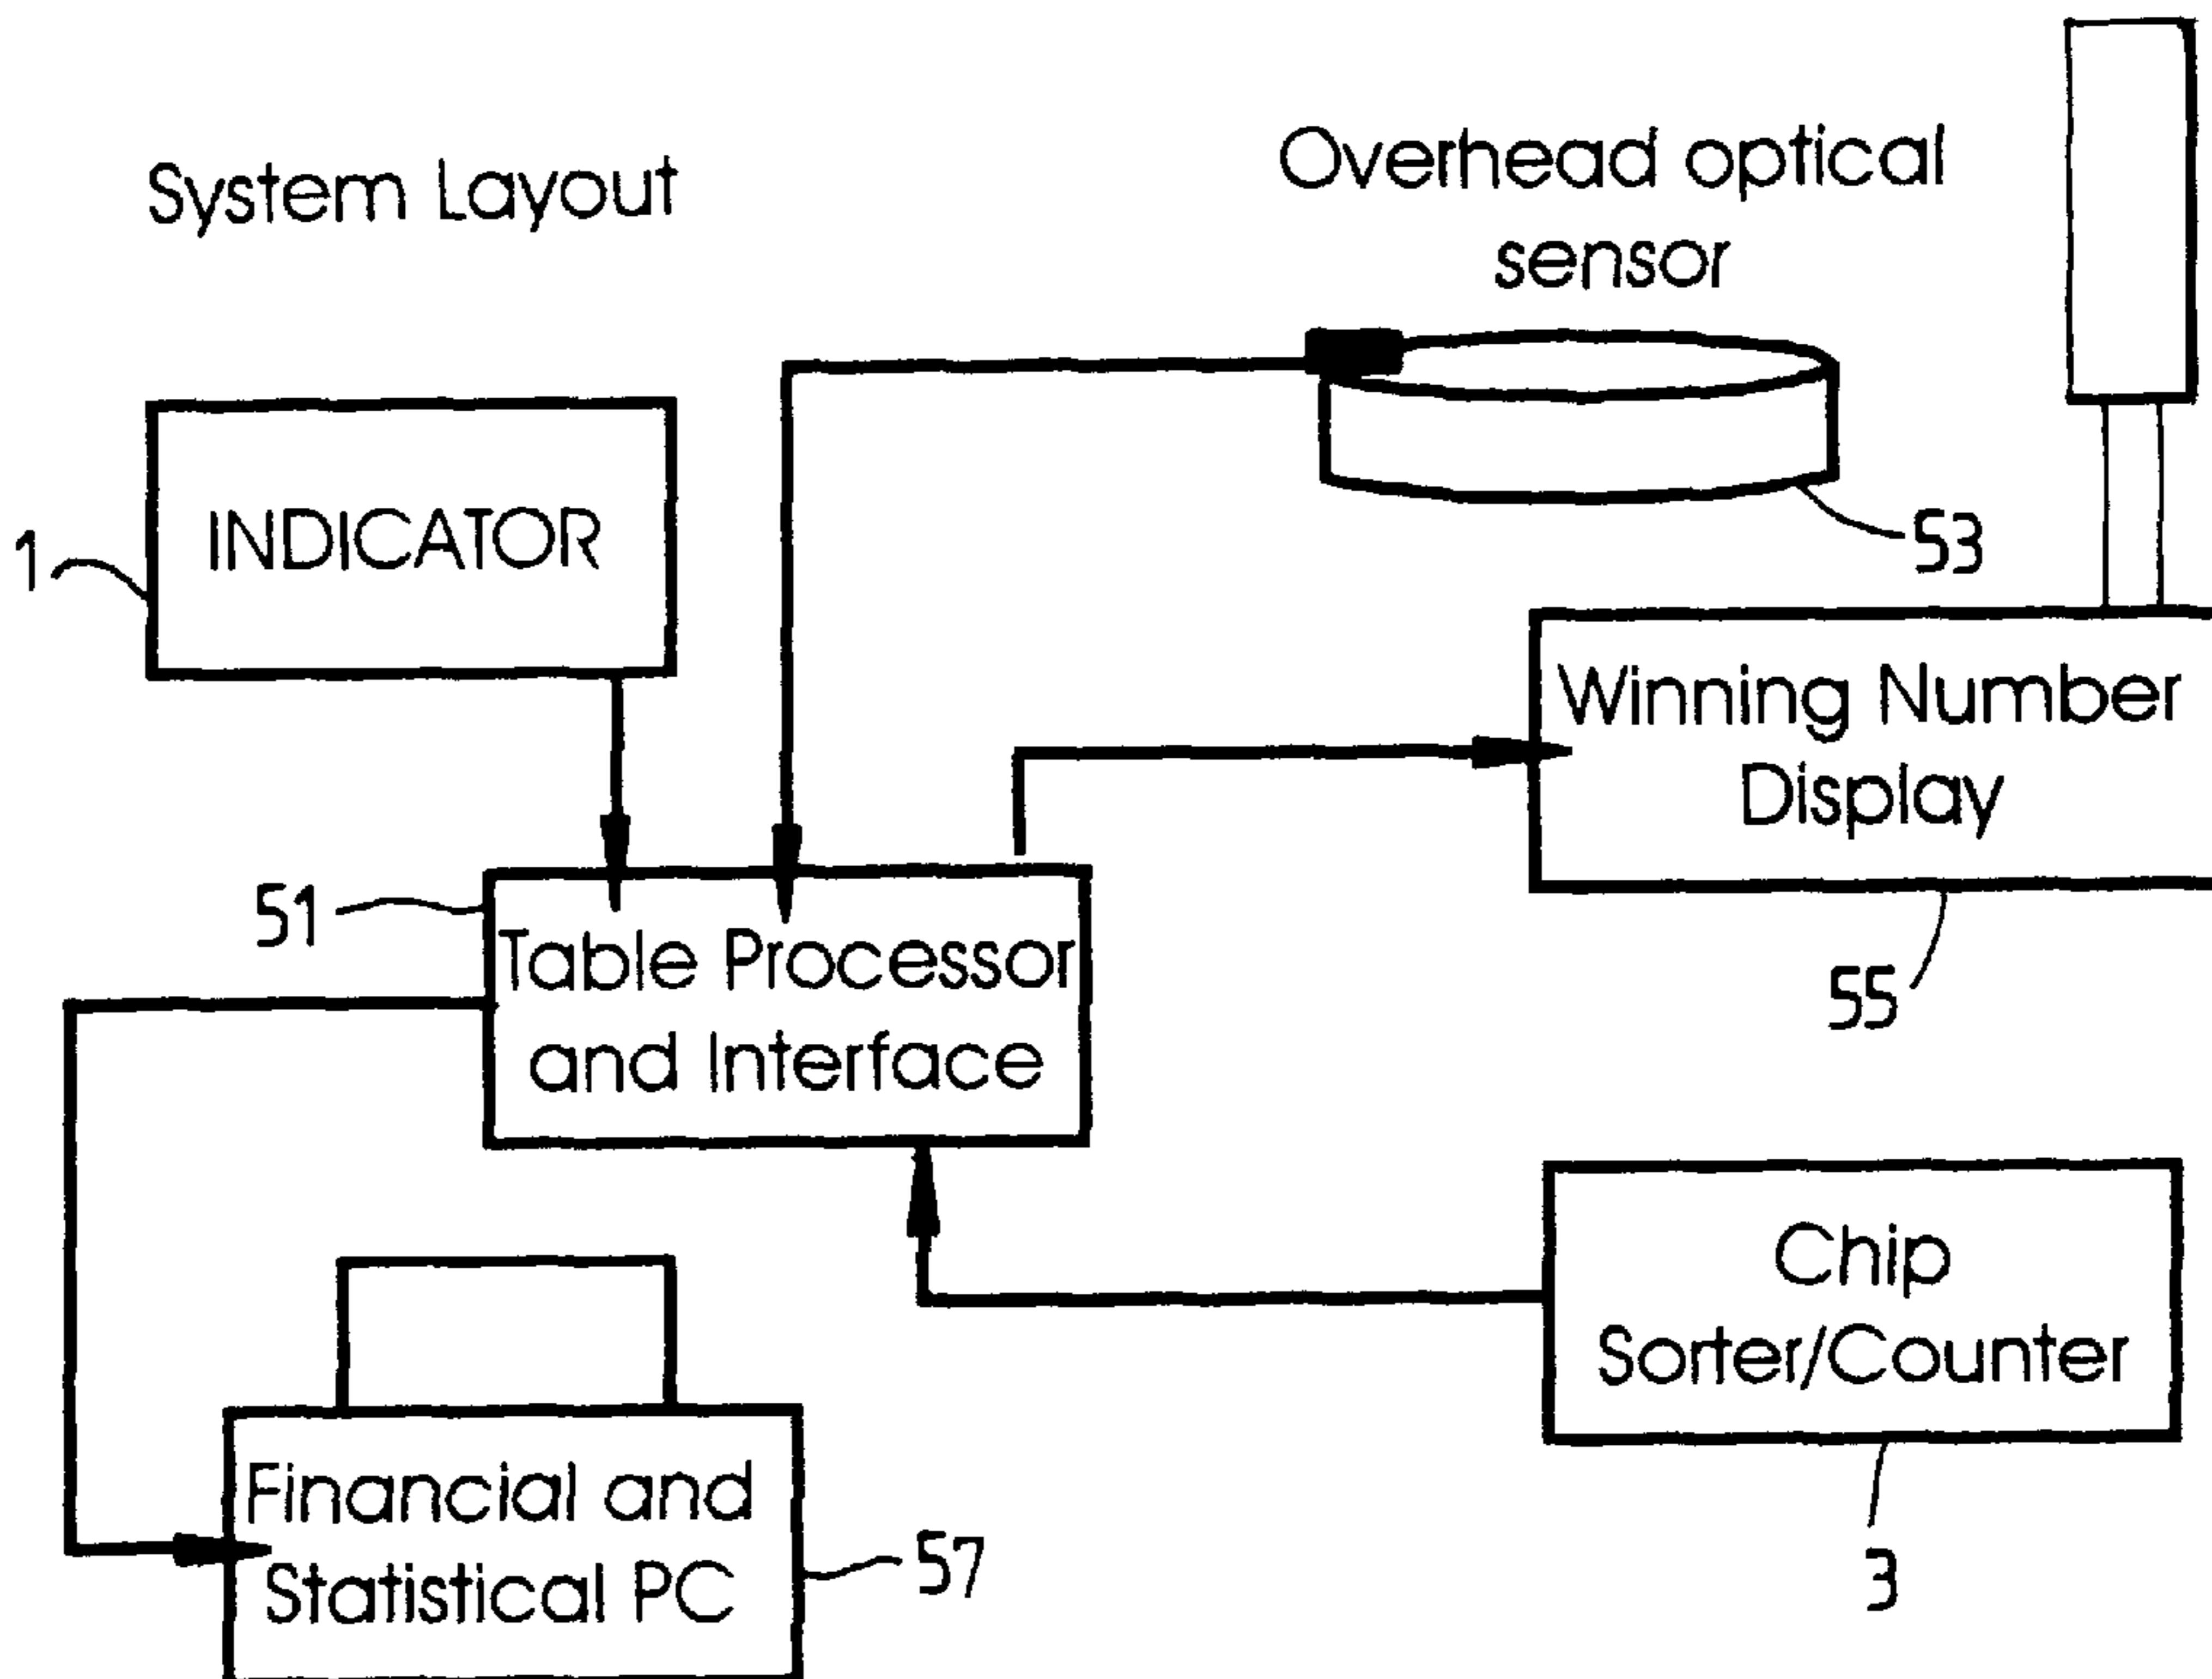 System Layout
Overhead optical
sensor
INDICATOR
1
53
Winning Number
Display
55
51
Table Processor
and Interface
Chip
Sorter/Counter
3
Financial and
Statistical PC
57